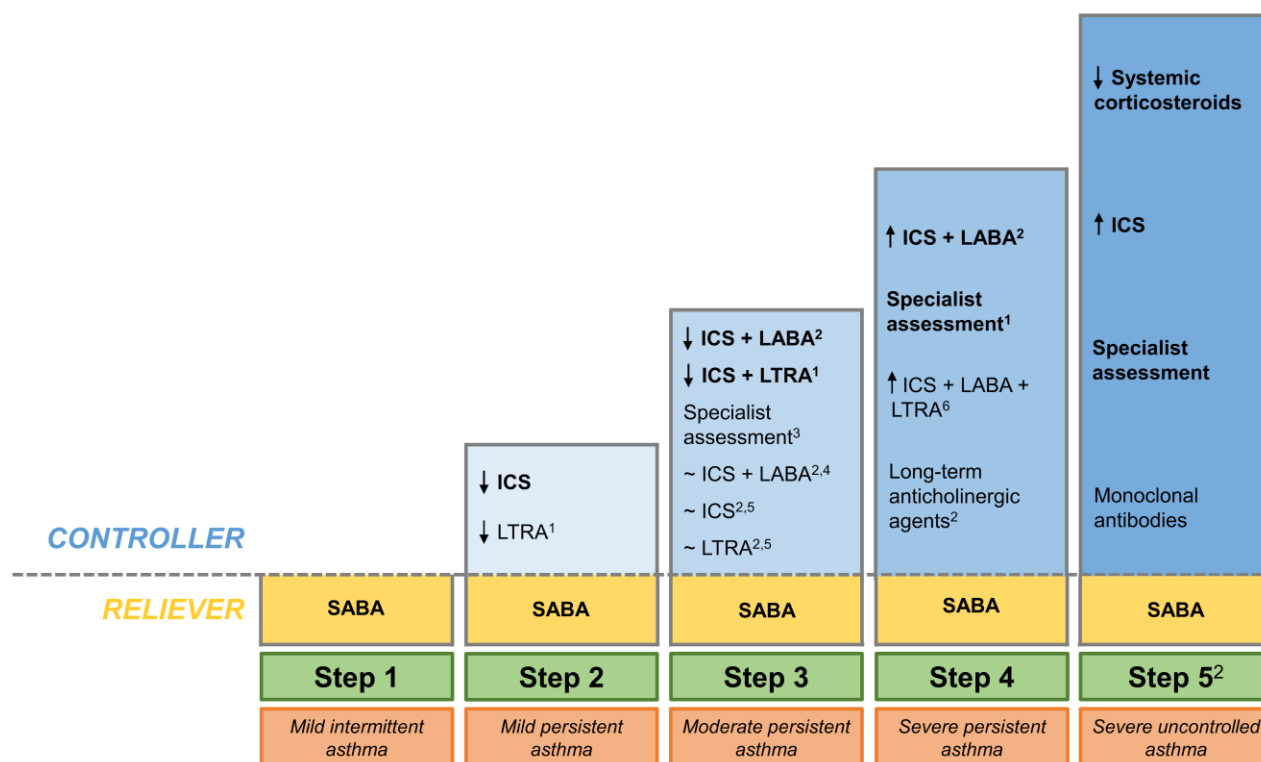 ↓ Systemic
corticosteroids
↑ ICS
Specialist
assessment
Monoclonal
antibodies
↑ ICS + LABA²
Specialist
assessment¹
↑ ICS + LABA +
LTRA⁶
Long-term
anticholinergic
agents²
↓ ICS + LABA²
↓ ICS + LTRA¹
Specialist
assessment³
~ ICS + LABA²,⁴
~ ICS²,⁵
~ LTRA²,⁵
↓ ICS
↓ LTRA¹
CONTROLLER
RELIEVER
SABA
SABA
SABA
SABA
SABA
Step 1
Step 2
Step 3
Step 4
Step 5²
Mild intermittent
asthma
Mild persistent
asthma
Moderate persistent
asthma
Severe persistent
asthma
Severe uncontrolled
asthma